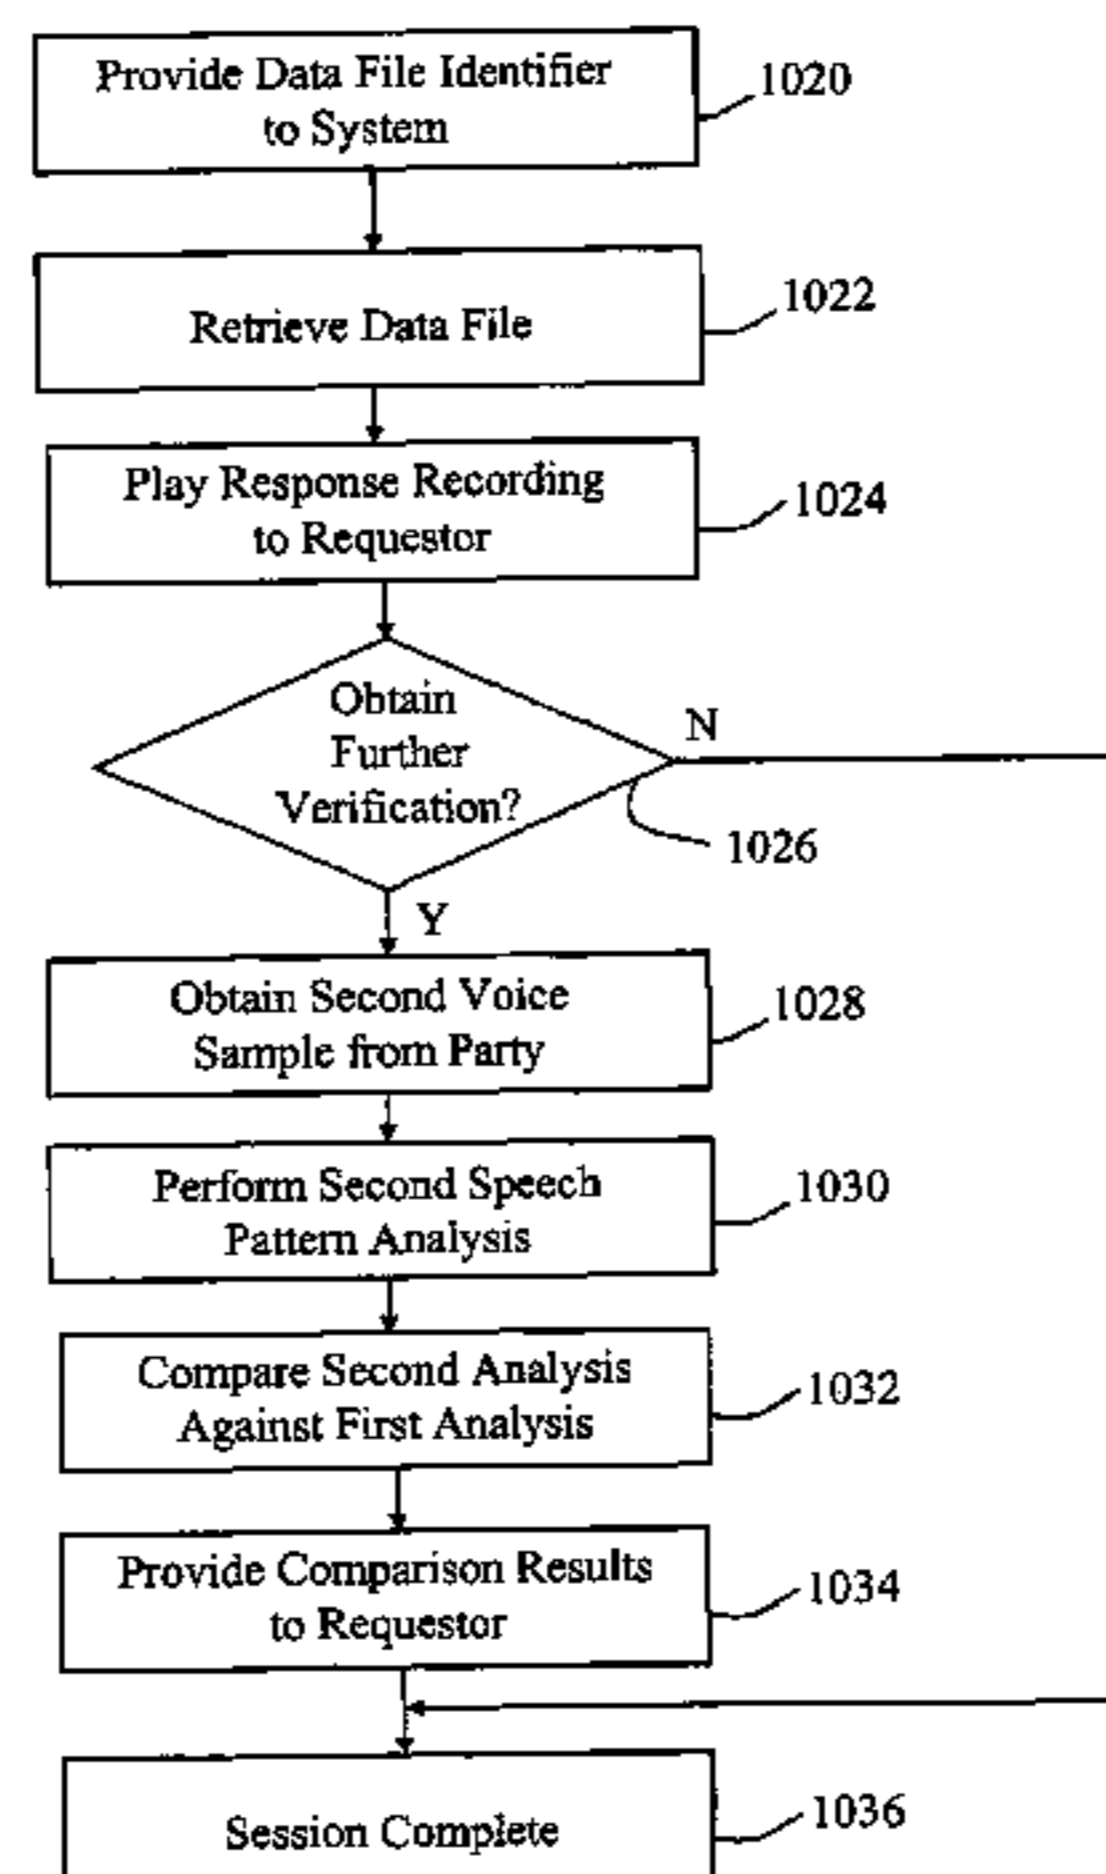 Provide Data File Identifier
to System
1020
Retrieve Data File
1022
Play Response Recording
to Requestor
1024
Obtain
Further
Verification?
N
1026
Y
Obtain Second Voice
Sample from Party
1028
Perform Second Speech
Pattern Analysis
1030
Compare Second Analysis
Against First Analysis
1032
Provide Comparison Results
to Requestor
1034
Session Complete
1036